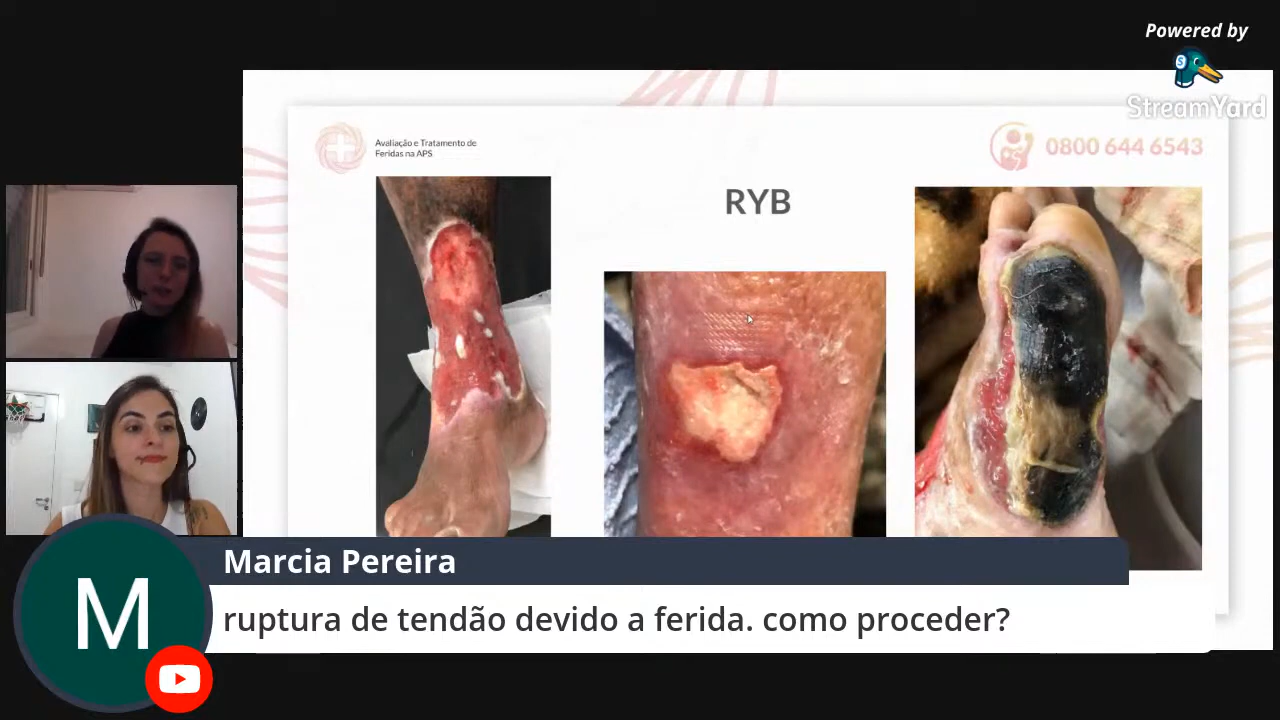 Powered by
StreamYard
Avaliação e Tratamento de
Feridas na APS
0800 644 6543
RYB
M
Marcia Pereira
ruptura de tendão devido a ferida. como proceder?